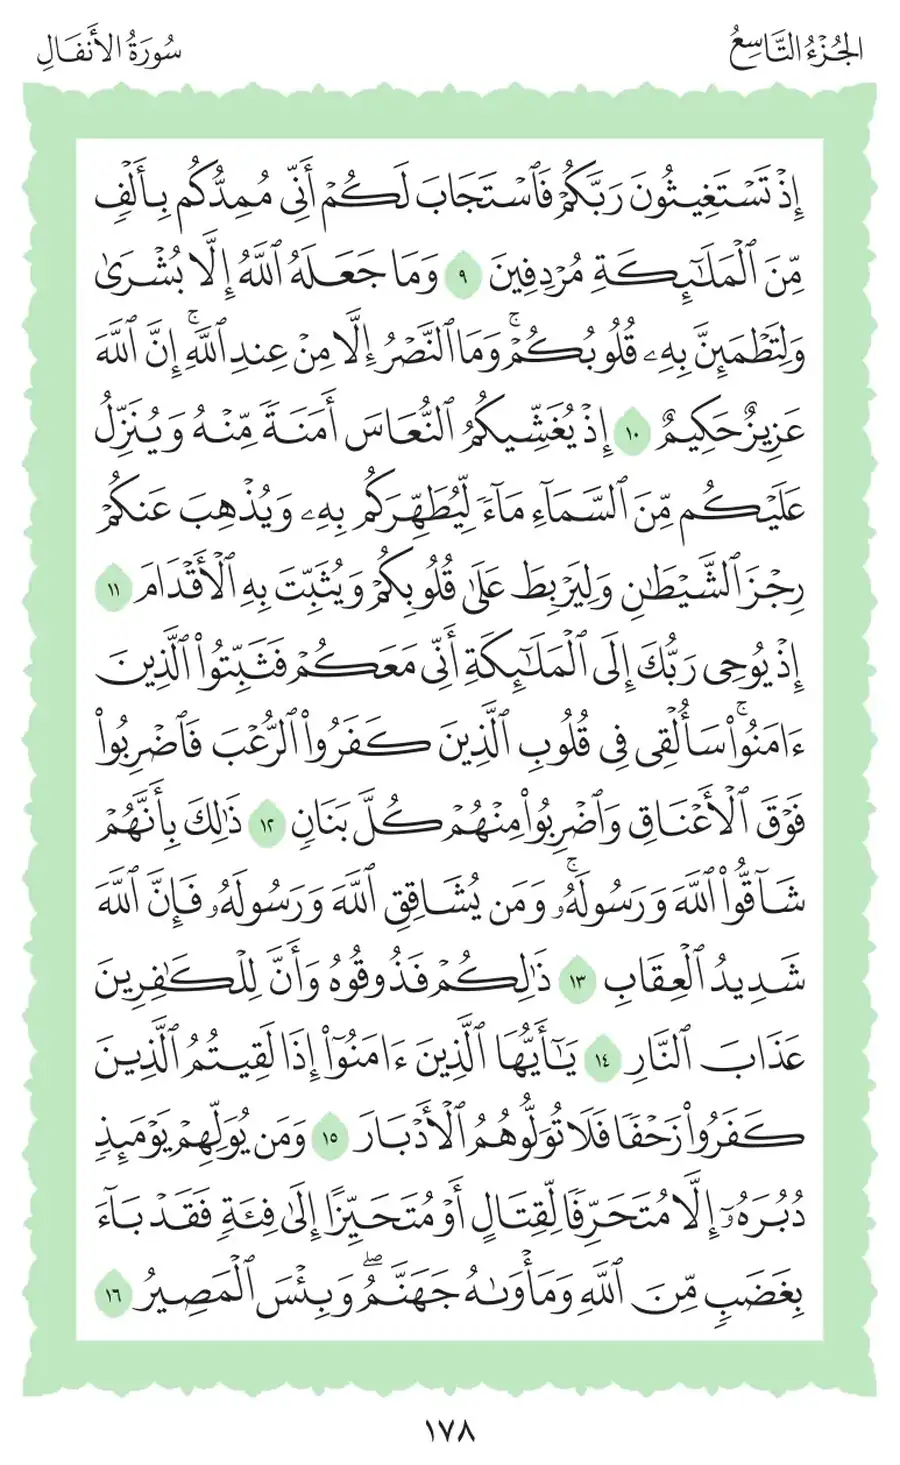 الجُزْءُ التَّاسِعُ
سُورَةُ الأَنفَالِ
إِذۡ تَسۡتَغِيثُونَ رَبَّكُمۡ فَٱسۡتَجَابَ لَكُمۡ أَنِّي مُمِدُّكُم بِأَلۡفٖ
مِّنَ ٱلۡمَلَٰٓئِكَةِ مُرۡدِفِينَ ٩ وَمَا جَعَلَهُ ٱللَّهُ إِلَّا بُشۡرَىٰ
وَلِتَطۡمَئِنَّ بِهِۦ قُلُوبُكُمۡۚ وَمَا ٱلنَّصۡرُ إِلَّا مِنۡ عِندِ ٱللَّهِۚ إِنَّ ٱللَّهَ
عَزِيزٌ حَكِيمٌ ١٠ إِذۡ يُغَشِّيكُمُ ٱلنُّعَاسَ أَمَنَةٗ مِّنۡهُ وَيُنَزِّلُ
عَلَيۡكُم مِّنَ ٱلسَّمَآءِ مَآءٗ لِّيُطَهِّرَكُم بِهِۦ وَيُذۡهِبَ عَنكُمۡ
رِجۡزَ ٱلشَّيۡطَٰنِ وَلِيَرۡبِطَ عَلَىٰ قُلُوبِكُمۡ وَيُثَبِّتَ بِهِ ٱلۡأَقۡدَامَ ١١
إِذۡ يُوحِي رَبُّكَ إِلَى ٱلۡمَلَٰٓئِكَةِ أَنِّي مَعَكُمۡ فَثَبِّتُواْ ٱلَّذِينَ
ءَامَنُواْۚ سَأُلۡقِي فِي قُلُوبِ ٱلَّذِينَ كَفَرُواْ ٱلرُّعۡبَ فَٱضۡرِبُواْ
فَوۡقَ ٱلۡأَعۡنَاقِ وَٱضۡرِبُواْ مِنۡهُمۡ كُلَّ بَنَانٖ ١٢ ذَٰلِكَ بِأَنَّهُمۡ
شَآقُّواْ ٱللَّهَ وَرَسُولَهُۥۚ وَمَن يُشَاقِقِ ٱللَّهَ وَرَسُولَهُۥ فَإِنَّ ٱللَّهَ
شَدِيدُ ٱلۡعِقَابِ ١٣ ذَٰلِكُمۡ فَذُوقُوهُ وَأَنَّ لِلۡكَٰفِرِينَ
عَذَابَ ٱلنَّارِ ١٤ يَٰٓأَيُّهَا ٱلَّذِينَ ءَامَنُوٓاْ إِذَا لَقِيتُمُ ٱلَّذِينَ
كَفَرُواْ زَحۡفٗا فَلَا تُوَلُّوهُمُ ٱلۡأَدۡبَارَ ١٥ وَمَن يُوَلِّهِمۡ يَوۡمَئِذٖ
دُبُرَهُۥٓ إِلَّا مُتَحَرِّفٗا لِّقِتَالٍ أَوۡ مُتَحَيِّزًا إِلَىٰ فِئَةٖ فَقَدۡ بَآءَ
بِغَضَبٖ مِّنَ ٱللَّهِ وَمَأۡوَىٰهُ جَهَنَّمُۖ وَبِئۡسَ ٱلۡمَصِيرُ ١٦
١٧٨